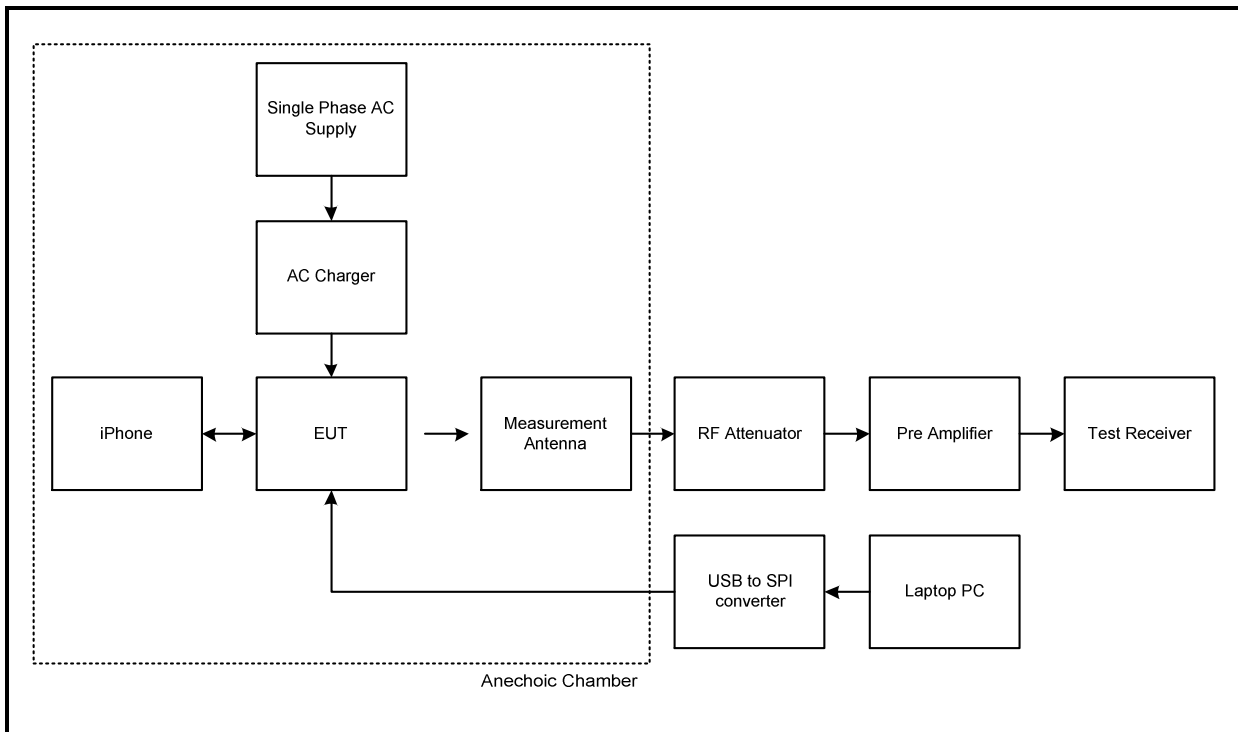 Single Phase AC
Supply
AC Charger
iPhone
EUT
Measurement
Antenna
RF Attenuator
Pre Amplifier
Test Receiver
USB to SPI
converter
Laptop PC
Anechoic Chamber